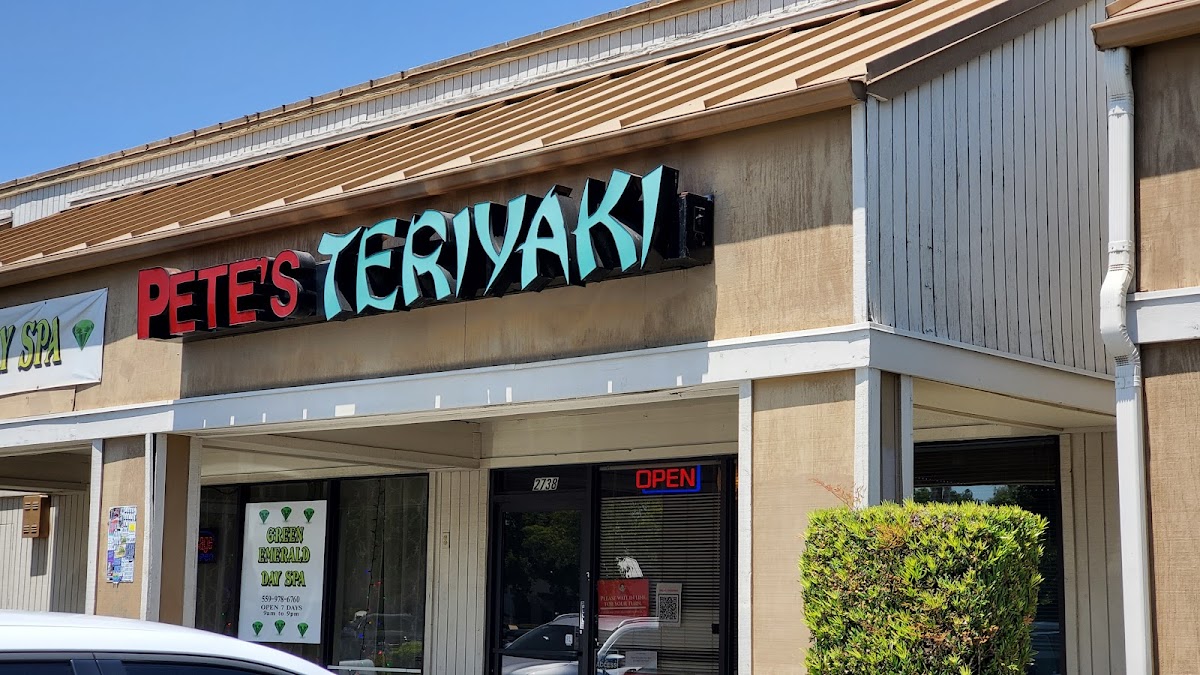 PETE'S TERIYAKI
Y SPA
2738
OPEN
GREEN
EMERALD
DAY SPA
559-978-6760
OPEN 7 DAYS
9am to 9pm